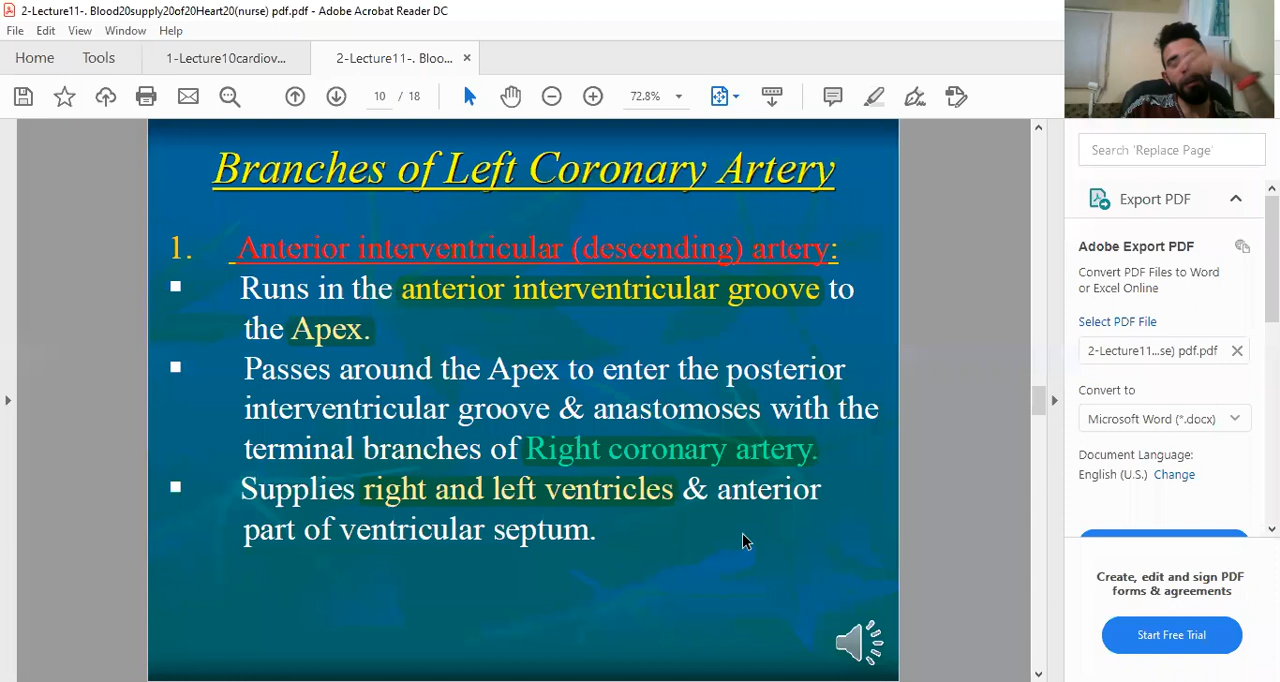 2-Lecture11-. Blood20supply20of20Heart20(nurse) pdf.pdf - Adobe Acrobat Reader DC
File Edit View Window Help
Home Tools 1-Lecture10cardiov... 2-Lecture11-. Bloo... ×
10 / 18 72.8%
Branches of Left Coronary Artery
1. Anterior interventricular (descending) artery:
Runs in the anterior interventricular groove to
the Apex.
Passes around the Apex to enter the posterior
interventricular groove & anastomoses with the
terminal branches of Right coronary artery.
Supplies right and left ventricles & anterior
part of ventricular septum.
Search 'Replace Page'
Export PDF
Adobe Export PDF
Convert PDF Files to Word
or Excel Online
Select PDF File
2-Lecture11...se) pdf.pdf
Convert to
Microsoft Word (*.docx)
Document Language:
English (U.S.) Change
Create, edit and sign PDF
forms & agreements
Start Free Trial